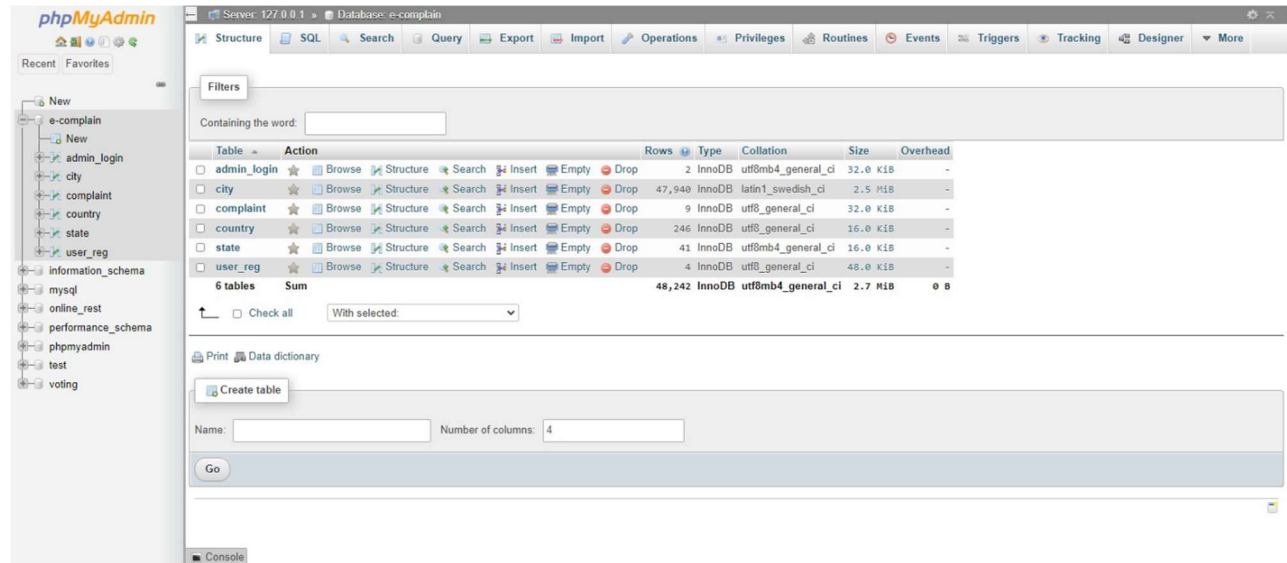 phpMyAdmin
Recent Favorites
New
e-complain
New
admin_login
city
complaint
country
state
user_reg
information_schema
mysql
online_rest
performance_schema
phpmyadmin
test
voting
Server: 127.0.0.1 » Database: e-complain
Structure SQL Search Query Export Import Operations Privileges Routines Events Triggers Tracking Designer More
Filters
Containing the word:
Table Action Rows Type Collation Size Overhead
admin_login Browse Structure Search Insert Empty Drop 2 InnoDB utf8mb4_general_ci 32.0 KiB -
city Browse Structure Search Insert Empty Drop 47,940 InnoDB latin1_swedish_ci 2.5 MiB -
complaint Browse Structure Search Insert Empty Drop 9 InnoDB utf8_general_ci 32.0 KiB -
country Browse Structure Search Insert Empty Drop 246 InnoDB utf8_general_ci 16.0 KiB -
state Browse Structure Search Insert Empty Drop 41 InnoDB utf8mb4_general_ci 16.0 KiB -
user_reg Browse Structure Search Insert Empty Drop 4 InnoDB utf8_general_ci 48.0 KiB -
6 tables Sum 48,242 InnoDB utf8mb4_general_ci 2.7 MiB 0 B
Check all With selected:
Print Data dictionary
Create table
Name: Number of columns: 4
Go
Console